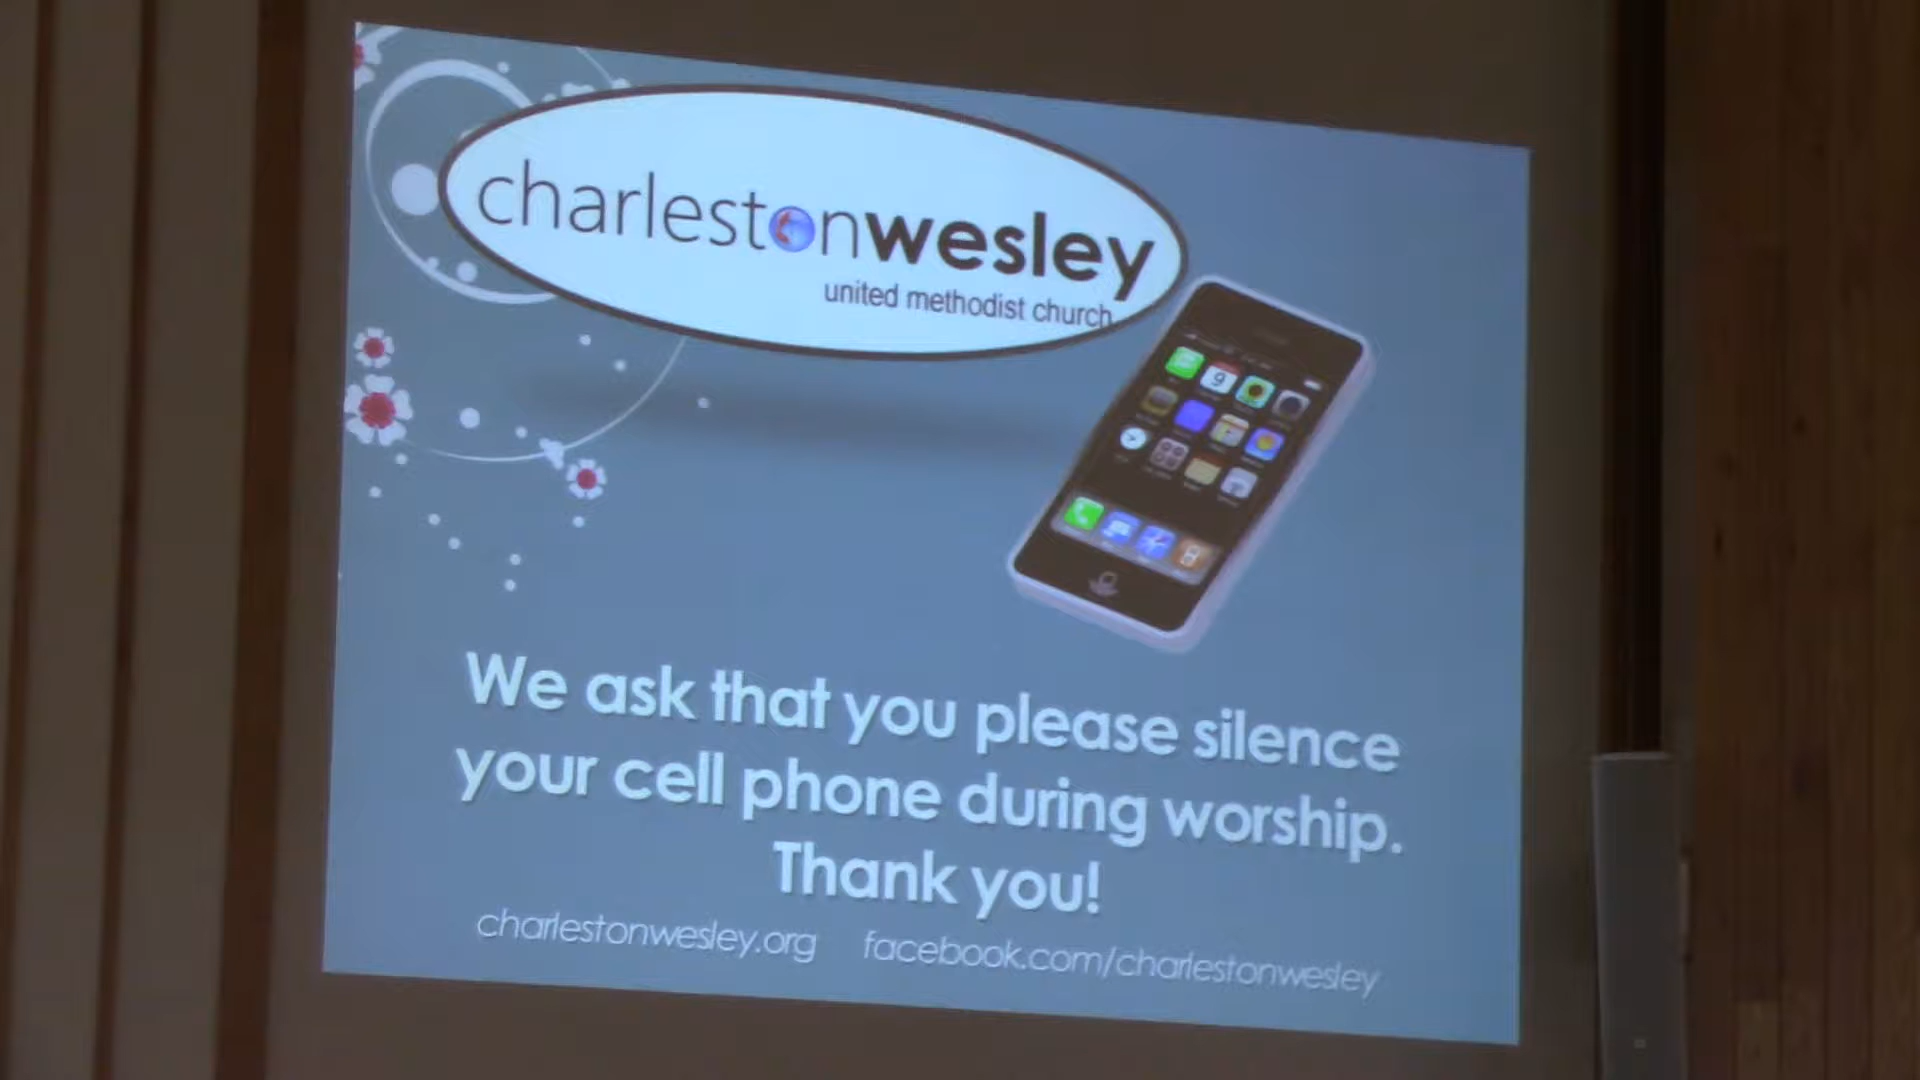 charlestonwesley
united methodist church
9
We ask that you please silence
your cell phone during worship.
Thank you!
charlestonwesley.org facebook.com/charlestonwesley